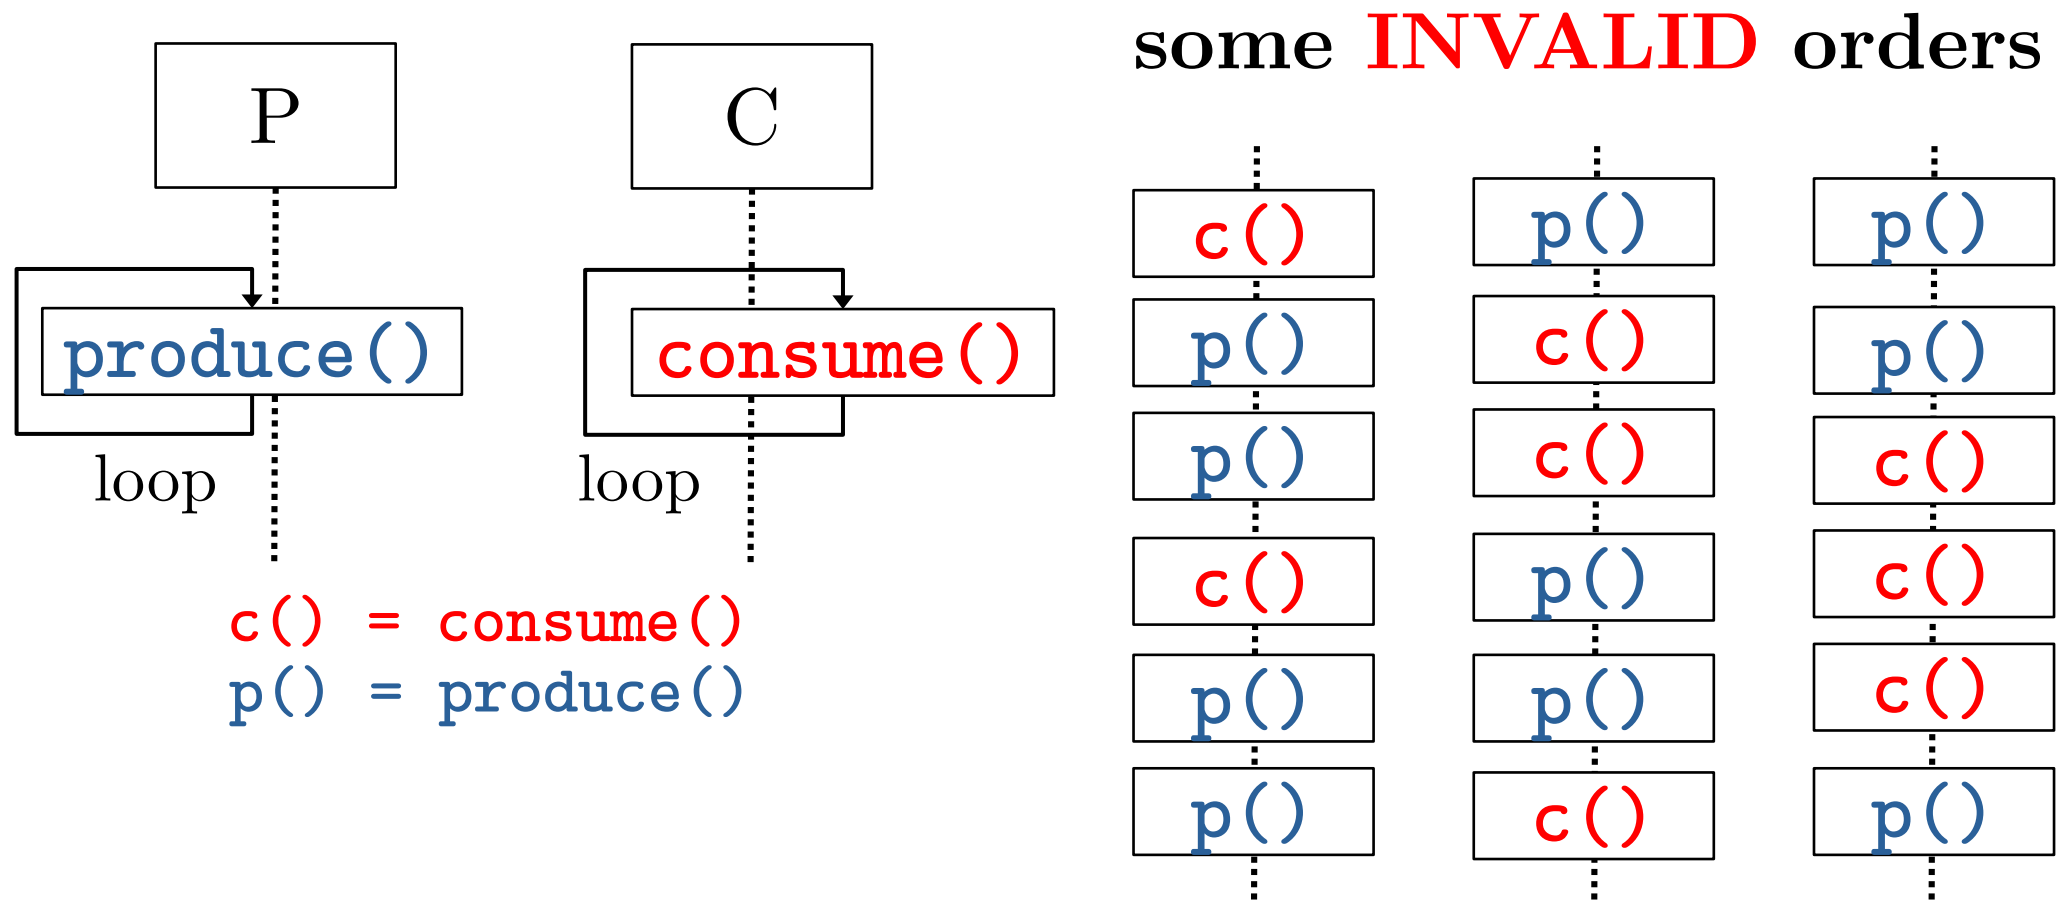 P
C
produce()
consume()
loop
loop
c() = consume()
p() = produce()
some INVALID orders
c()
p()
p()
c()
p()
p()
p()
c()
c()
p()
p()
c()
p()
p()
c()
c()
c()
p()